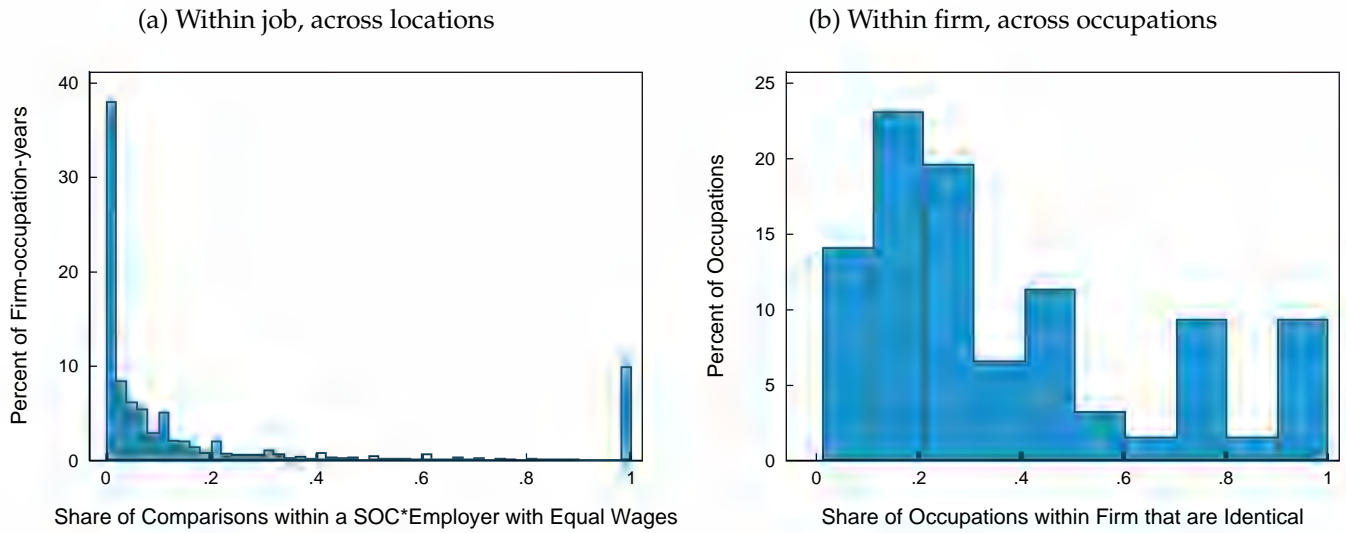 (a) Within job, across locations
Percent of Firm-occupation-years
40
30
20
10
0
0 .2 .4 .6 .8 1
Share of Comparisons within a SOC*Employer with Equal Wages
(b) Within firm, across occupations
Percent of Occupations
25
20
15
10
5
0
0 .2 .4 .6 .8 1
Share of Occupations within Firm that are Identical